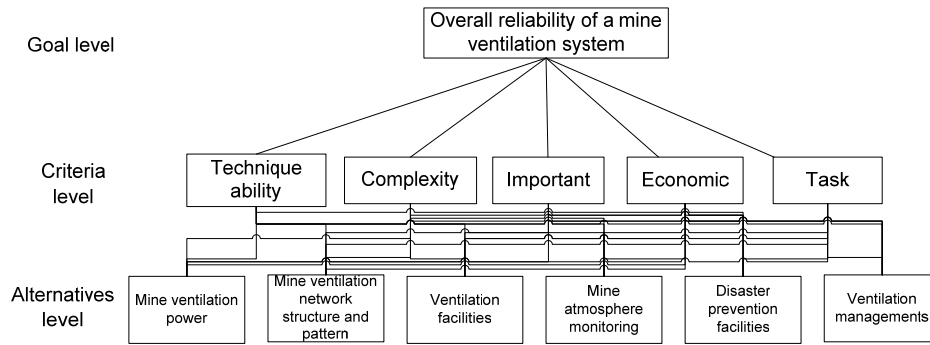 Goal level
Overall reliability of a mine
ventilation system
Criteria
level
Technique
ability
Complexity
Important
Economic
Task
Alternatives
level
Mine ventilation
power
Mine ventilation
network
structure and
pattern
Ventilation
facilities
Mine
atmosphere
monitoring
Disaster
prevention
facilities
Ventilation
managements